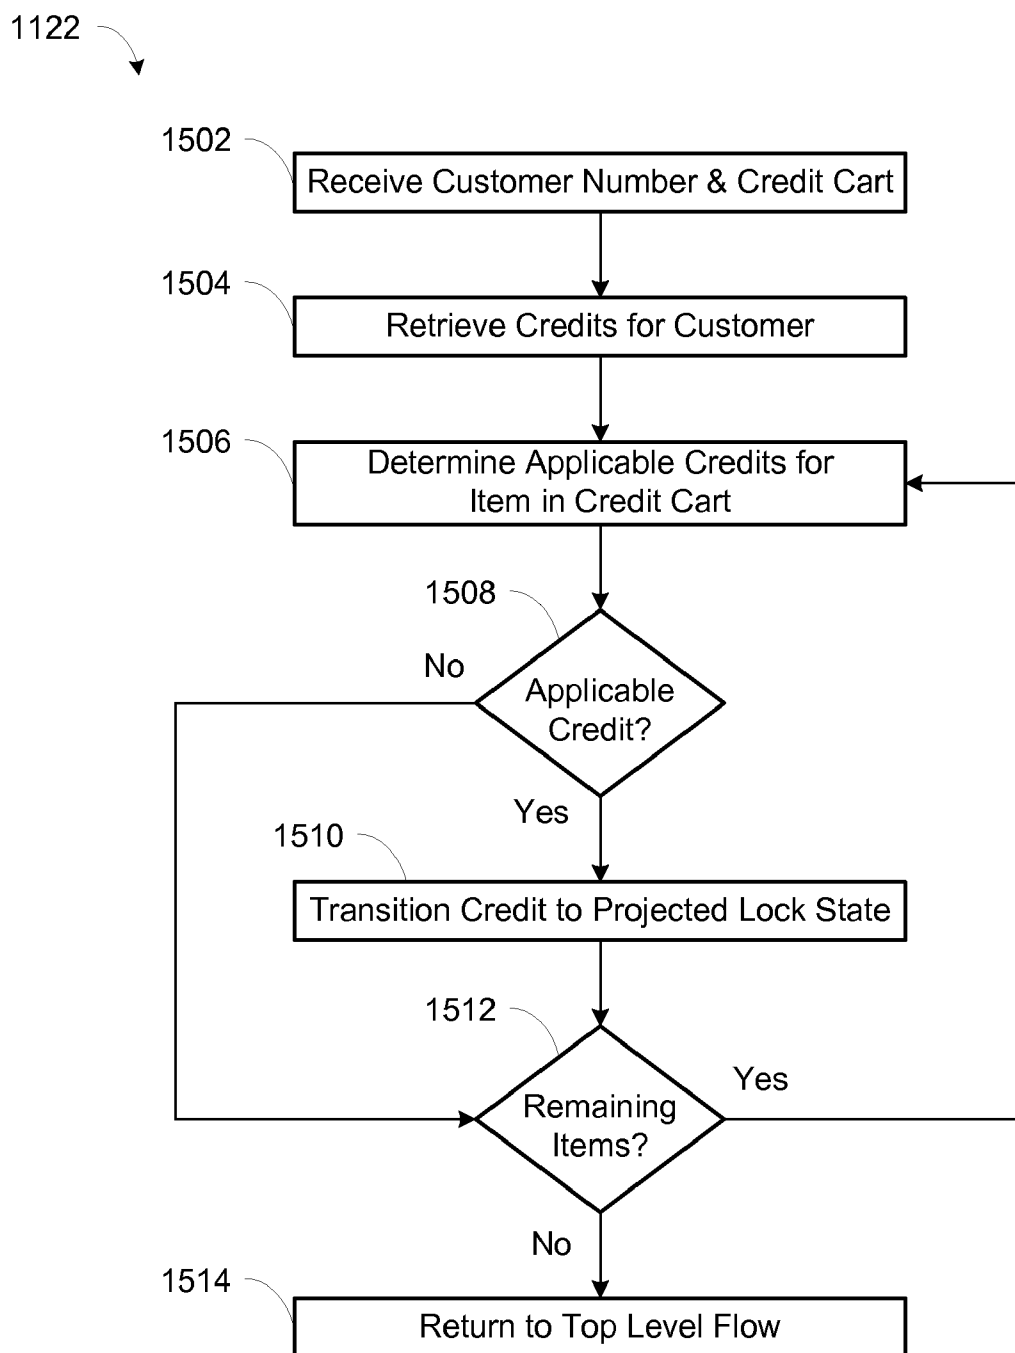 1122
1502
Receive Customer Number & Credit Cart
1504
Retrieve Credits for Customer
1506
Determine Applicable Credits for
Item in Credit Cart
1508
No
Applicable
Credit?
Yes
1510
Transition Credit to Projected Lock State
1512
Yes
Remaining
Items?
No
1514
Return to Top Level Flow